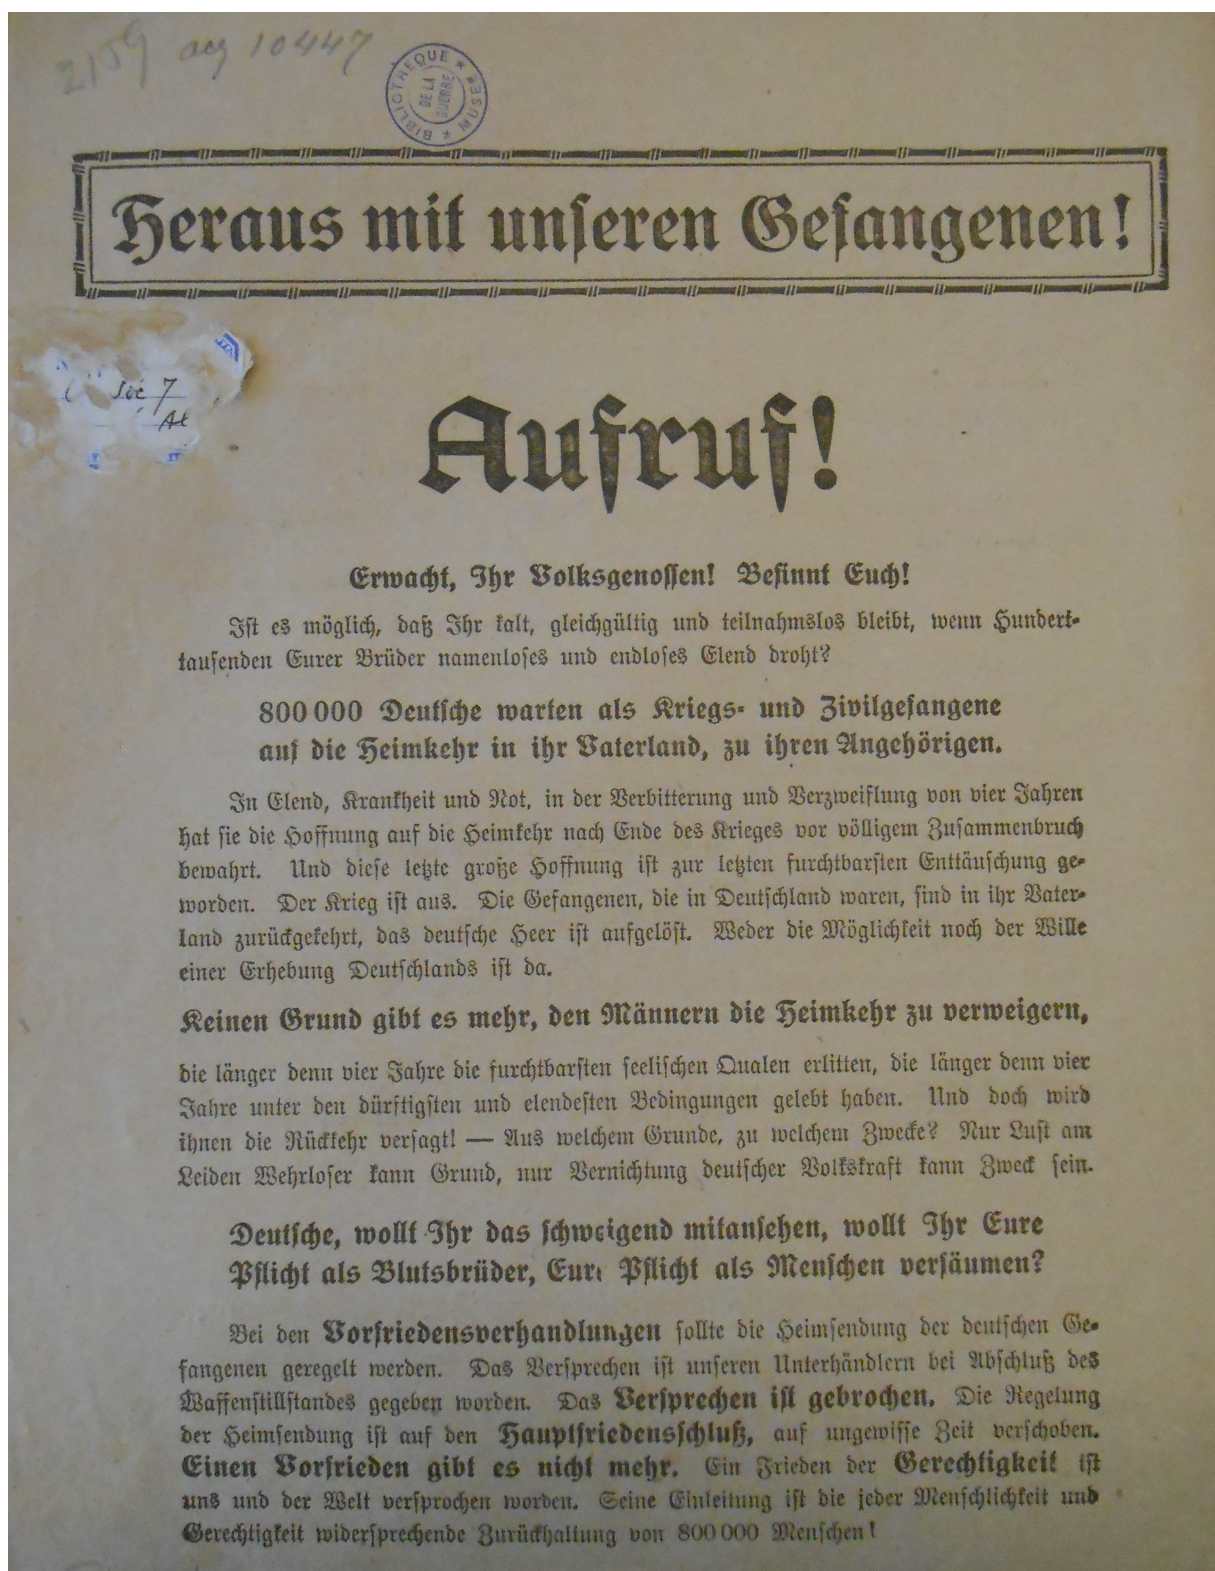 2159 acq 10447
BIBLIOTHEQUE * MUSEE *
DE LA
GUERRE
Heraus mit unseren Gefangenen!
Aufruf!
Erwacht, Ihr Volksgenossen! Besinnt Euch!
Ist es möglich, daß Ihr kalt, gleichgültig und teilnahmslos bleibt, wenn Hundert-
tausenden Eurer Brüder namenloses und endloses Elend droht?
800 000 Deutsche warten als Kriegs- und Zivilgefangene
auf die Heimkehr in ihr Vaterland, zu ihren Angehörigen.
In Elend, Krankheit und Not, in der Verbitterung und Verzweiflung von vier Jahren
hat sie die Hoffnung auf die Heimkehr nach Ende des Krieges vor völligem Zusammenbruch
bewahrt. Und diese letzte große Hoffnung ist zur letzten furchtbarsten Enttäuschung ge-
worden. Der Krieg ist aus. Die Gefangenen, die in Deutschland waren, sind in ihr Vater-
land zurückgekehrt, das deutsche Heer ist aufgelöst. Weder die Möglichkeit noch der Wille
einer Erhebung Deutschlands ist da.
Keinen Grund gibt es mehr, den Männern die Heimkehr zu verweigern,
die länger denn vier Jahre die furchtbarsten seelischen Qualen erlitten, die länger denn vier
Jahre unter den dürftigsten und elendesten Bedingungen gelebt haben. Und doch wird
ihnen die Rückkehr versagt! — Aus welchem Grunde, zu welchem Zwecke? Nur Lust am
Leiden Wehrloser kann Grund, nur Vernichtung deutscher Volkskraft kann Zweck sein.
Deutsche, wollt Ihr das schweigend mitansehen, wollt Ihr Eure
Pflicht als Blutsbrüder, Eure Pflicht als Menschen versäumen?
Bei den Vorfriedensverhandlungen sollte die Heimsendung der deutschen Ge-
fangenen geregelt werden. Das Versprechen ist unseren Unterhändlern bei Abschluß des
Waffenstillstandes gegeben worden. Das Versprechen ist gebrochen. Die Regelung
der Heimsendung ist auf den Hauptfriedensschluß, auf ungewisse Zeit verschoben.
Einen Vorfrieden gibt es nicht mehr. Ein Frieden der Gerechtigkeit ist
uns und der Welt versprochen worden. Seine Einleitung ist die jeder Menschlichkeit und
Gerechtigkeit widersprechende Zurückhaltung von 800 000 Menschen!